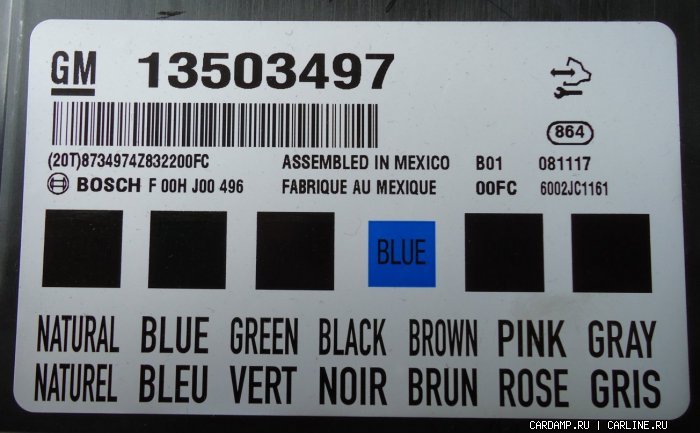 GM 13503497
864
(20T)8734974Z832200FC ASSEMBLED IN MEXICO B01 081117
BOSCH F 00H J00 496 FABRIQUE AU MEXIQUE 00FC 6002JC1161
BLUE
NATURAL BLUE GREEN BLACK BROWN PINK GRAY
NATUREL BLEU VERT NOIR BRUN ROSE GRIS
CARDAMP.RU | CARLINE.RU